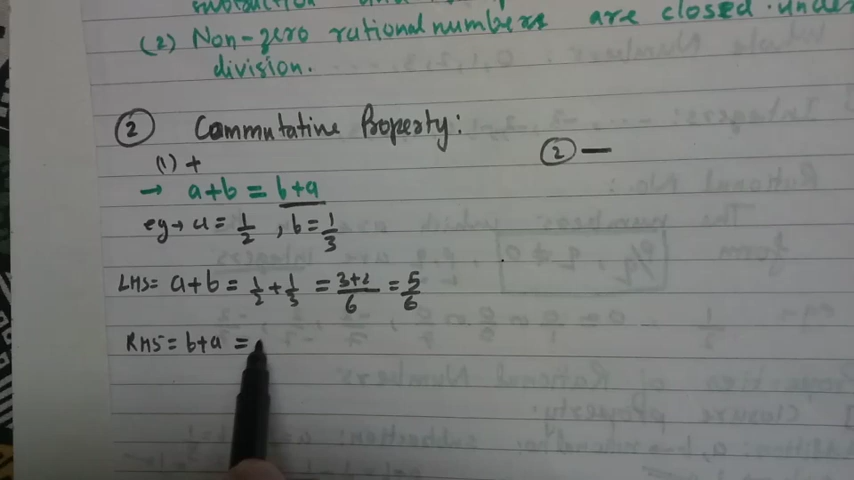 subtraction
(2) Non-zero rational numbers are closed under
division.
② Commutative Property:
(1) +
→ a+b = b+a
eg → a = 1/2 , b = 1/3
LHS = a+b = 1/2 + 1/3 = 3+2/6 = 5/6
RHS = b+a =
② —